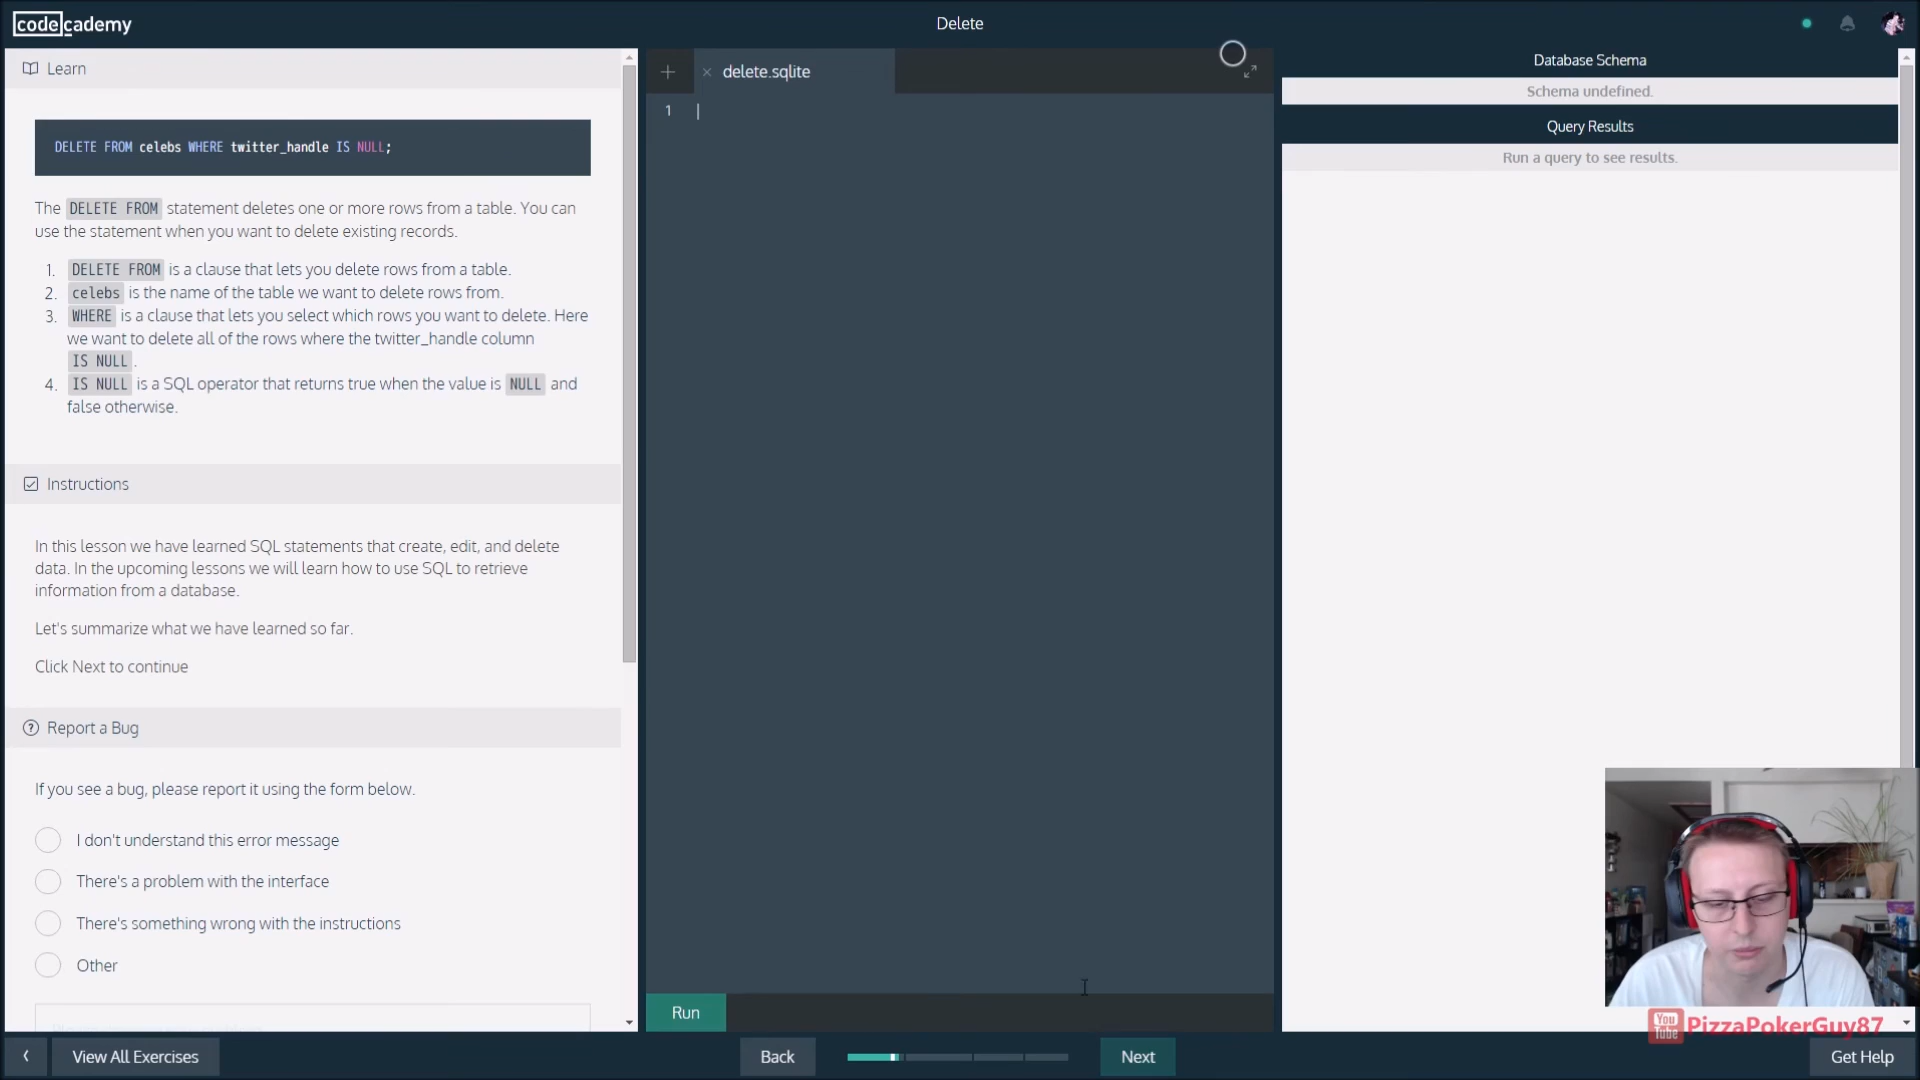 codecademy
Delete
Learn
DELETE FROM celebs WHERE twitter_handle IS NULL;
The DELETE FROM statement deletes one or more rows from a table. You can
use the statement when you want to delete existing records.
1. DELETE FROM is a clause that lets you delete rows from a table.
2. celebs is the name of the table we want to delete rows from.
3. WHERE is a clause that lets you select which rows you want to delete. Here
we want to delete all of the rows where the twitter_handle column
IS NULL .
4. IS NULL is a SQL operator that returns true when the value is NULL and
false otherwise.
Instructions
In this lesson we have learned SQL statements that create, edit, and delete
data. In the upcoming lessons we will learn how to use SQL to retrieve
information from a database.
Let's summarize what we have learned so far.
Click Next to continue
Report a Bug
If you see a bug, please report it using the form below.
I don't understand this error message
There's a problem with the interface
There's something wrong with the instructions
Other
delete.sqlite
1
Run
Database Schema
Schema undefined.
Query Results
Run a query to see results.
You Tube PizzaPokerGuy87
View All Exercises
Back
Next
Get Help